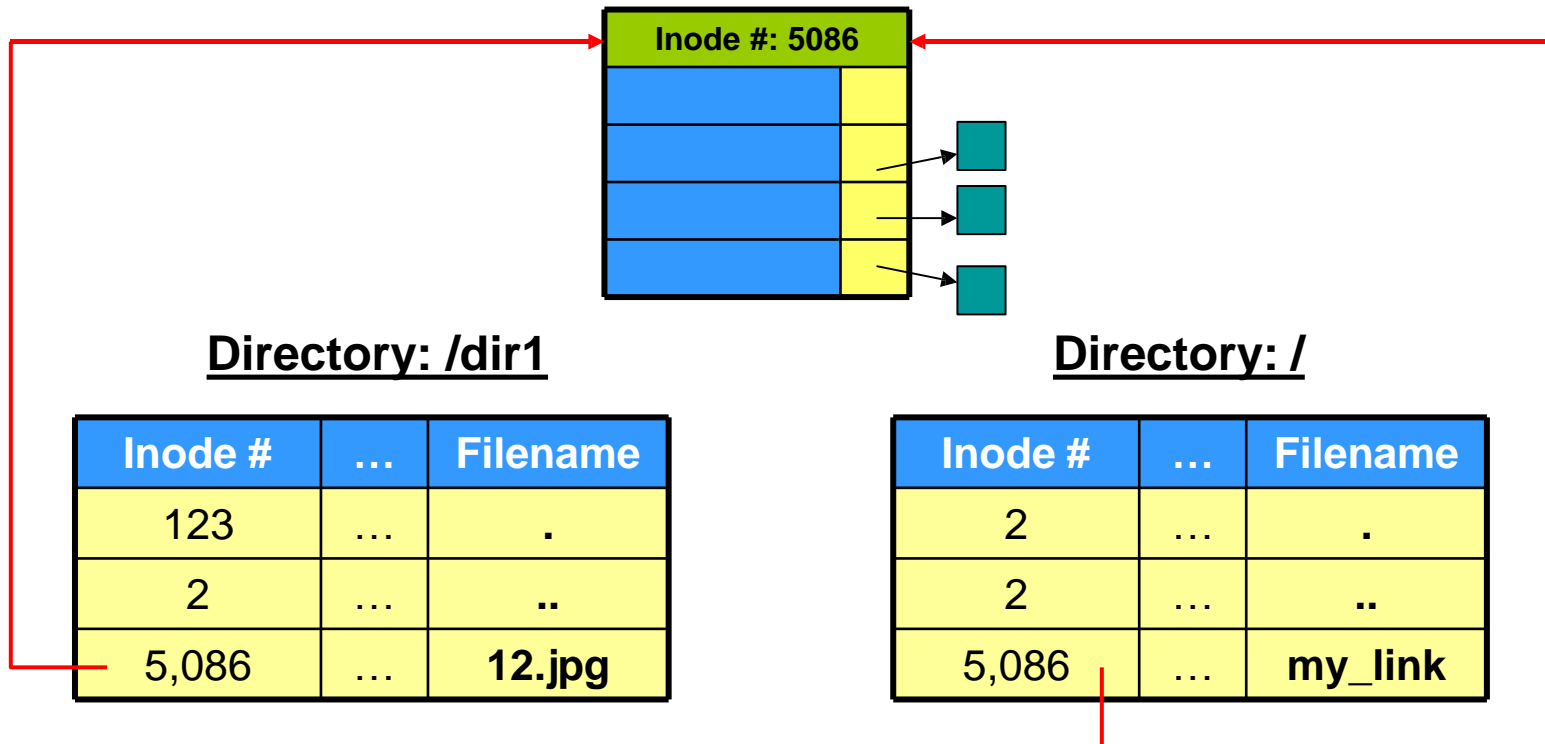 Inode #: 5086
Directory: /dir1
Directory: /
Inode # … Filename
123 … .
2 … ..
5,086 … 12.jpg
Inode # … Filename
2 … .
2 … ..
5,086 … my_link